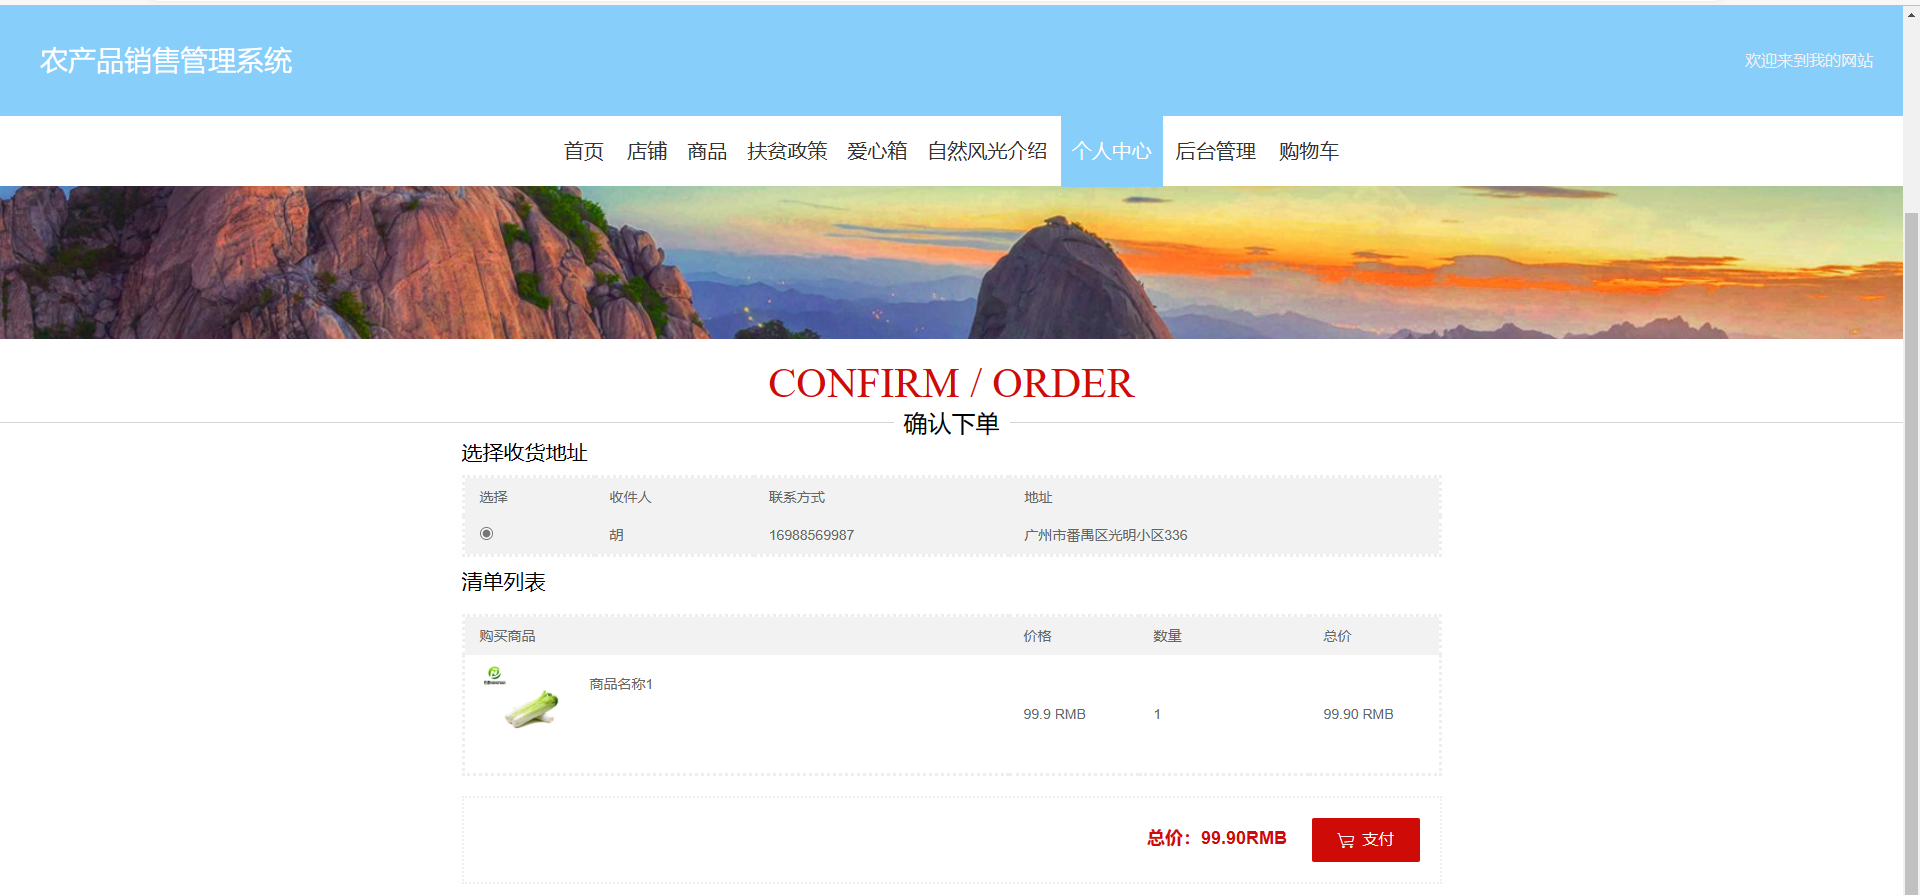 农产品销售管理系统
欢迎来到我的网站
首页 店铺 商品 扶贫政策 爱心箱 自然风光介绍 个人中心 后台管理 购物车
CONFIRM / ORDER
确认下单
选择收货地址
选择 收件人 联系方式 地址
胡 16988569987 广州市番禺区光明小区336
清单列表
购买商品 价格 数量 总价
商品名称1
99.9 RMB 1 99.90 RMB
总价：99.90RMB 支付